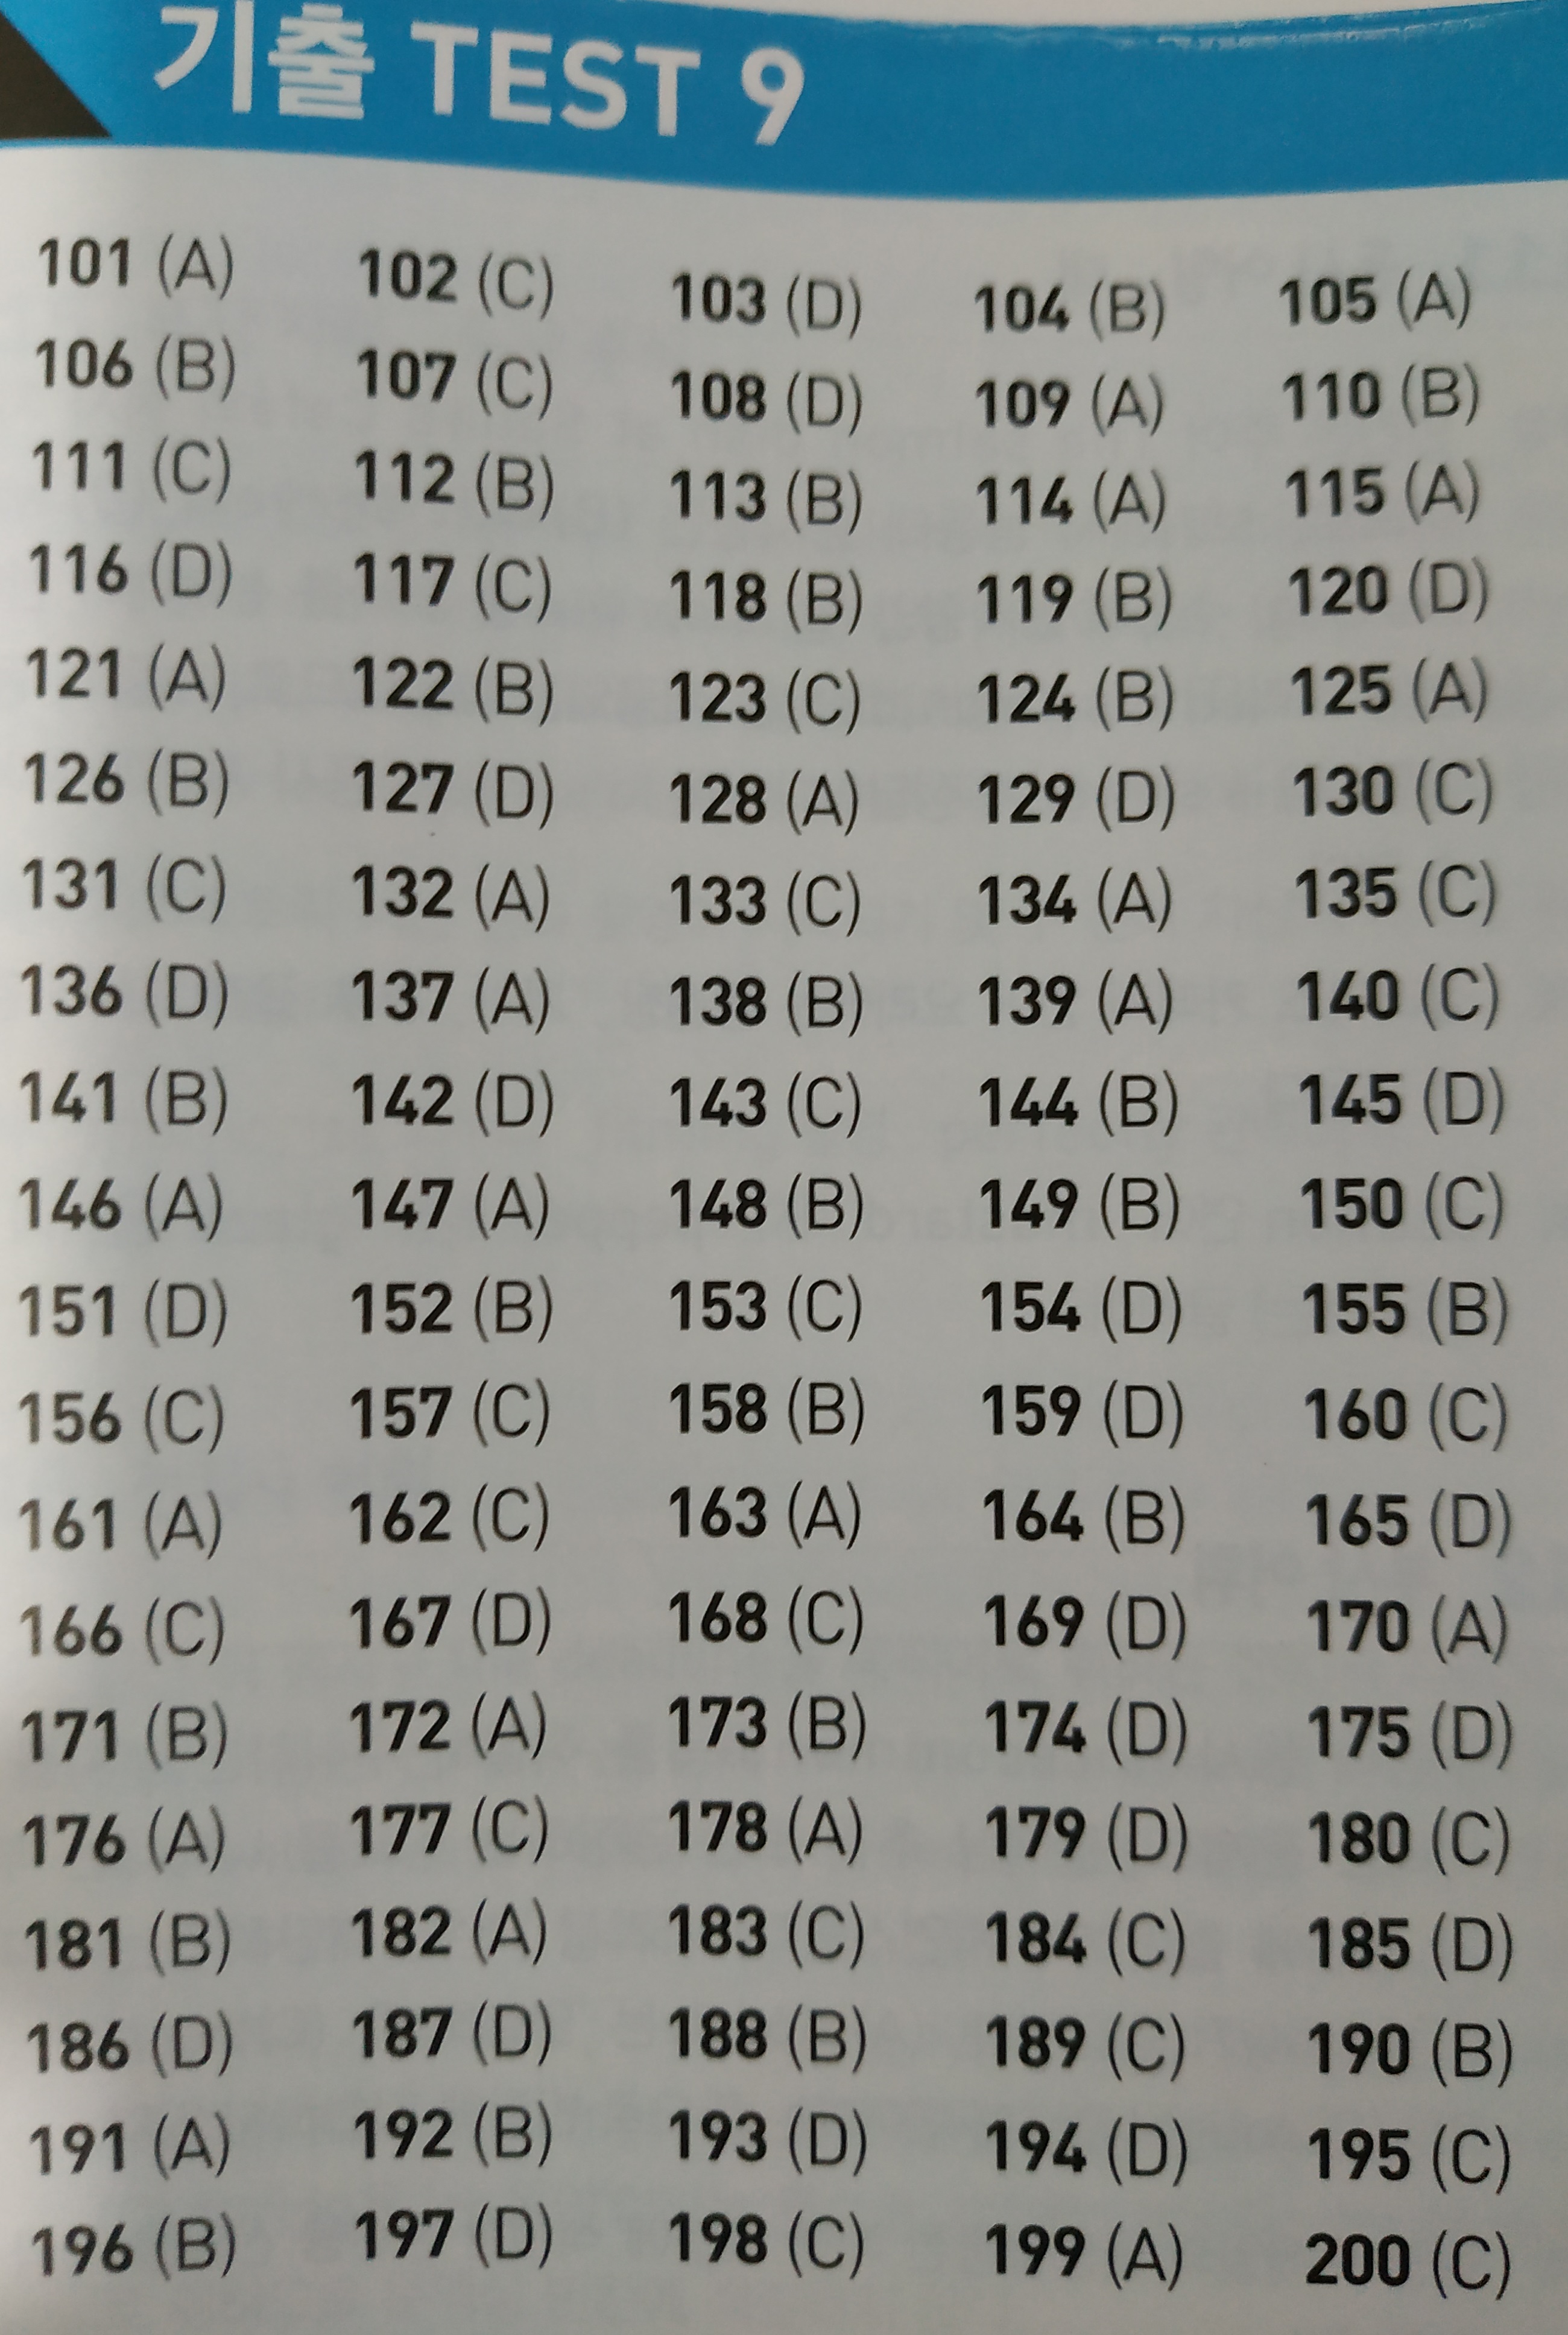 기출 TEST 9
101 (A) 102 (C) 103 (D) 104 (B) 105 (A)
106 (B) 107 (C) 108 (D) 109 (A) 110 (B)
111 (C) 112 (B) 113 (B) 114 (A) 115 (A)
116 (D) 117 (C) 118 (B) 119 (B) 120 (D)
121 (A) 122 (B) 123 (C) 124 (B) 125 (A)
126 (B) 127 (D) 128 (A) 129 (D) 130 (C)
131 (C) 132 (A) 133 (C) 134 (A) 135 (C)
136 (D) 137 (A) 138 (B) 139 (A) 140 (C)
141 (B) 142 (D) 143 (C) 144 (B) 145 (D)
146 (A) 147 (A) 148 (B) 149 (B) 150 (C)
151 (D) 152 (B) 153 (C) 154 (D) 155 (B)
156 (C) 157 (C) 158 (B) 159 (D) 160 (C)
161 (A) 162 (C) 163 (A) 164 (B) 165 (D)
166 (C) 167 (D) 168 (C) 169 (D) 170 (A)
171 (B) 172 (A) 173 (B) 174 (D) 175 (D)
176 (A) 177 (C) 178 (A) 179 (D) 180 (C)
181 (B) 182 (A) 183 (C) 184 (C) 185 (D)
186 (D) 187 (D) 188 (B) 189 (C) 190 (B)
191 (A) 192 (B) 193 (D) 194 (D) 195 (C)
196 (B) 197 (D) 198 (C) 199 (A) 200 (C)